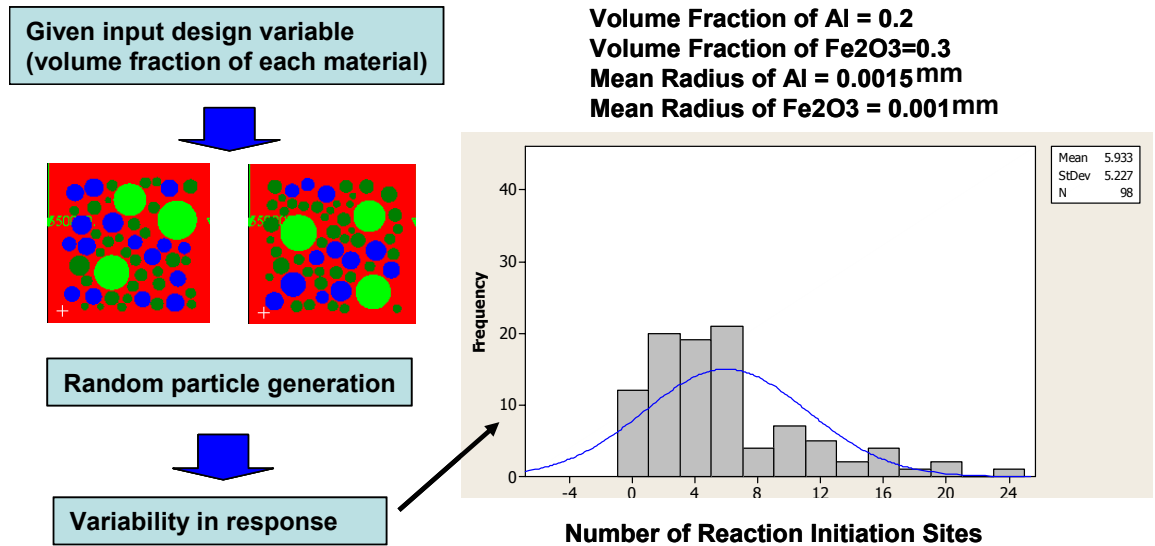 Given input design variable
(volume fraction of each material)
Random particle generation
Variability in response
Volume Fraction of Al = 0.2
Volume Fraction of Fe2O3=0.3
Mean Radius of Al = 0.0015mm
Mean Radius of Fe2O3 = 0.001mm
Mean 5.933
StDev 5.227
N 98
Frequency
40
30
20
10
0
-4 0 4 8 12 16 20 24
Number of Reaction Initiation Sites